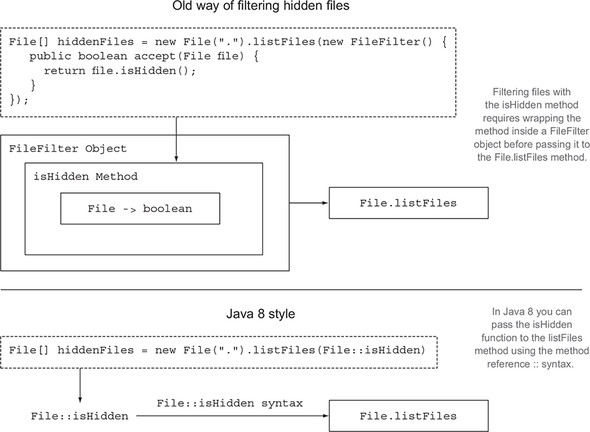 Old way of filtering hidden files
File[] hiddenFiles = new File(".").listFiles(new FileFilter() {
public boolean accept(File file) {
return file.isHidden();
}
});
Filtering files with
the isHidden method
requires wrapping the
method inside a FileFilter
object before passing it to
the File.listFiles method.
FileFilter Object
isHidden Method
File -> boolean
File.listFiles
Java 8 style
In Java 8 you can
pass the isHidden
function to the listFiles
method using the method
reference :: syntax.
File[] hiddenFiles = new File(".").listFiles(File::isHidden)
File::isHidden
File::isHidden syntax
File.listFiles